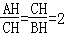 AH/CH = CH/BH = 2